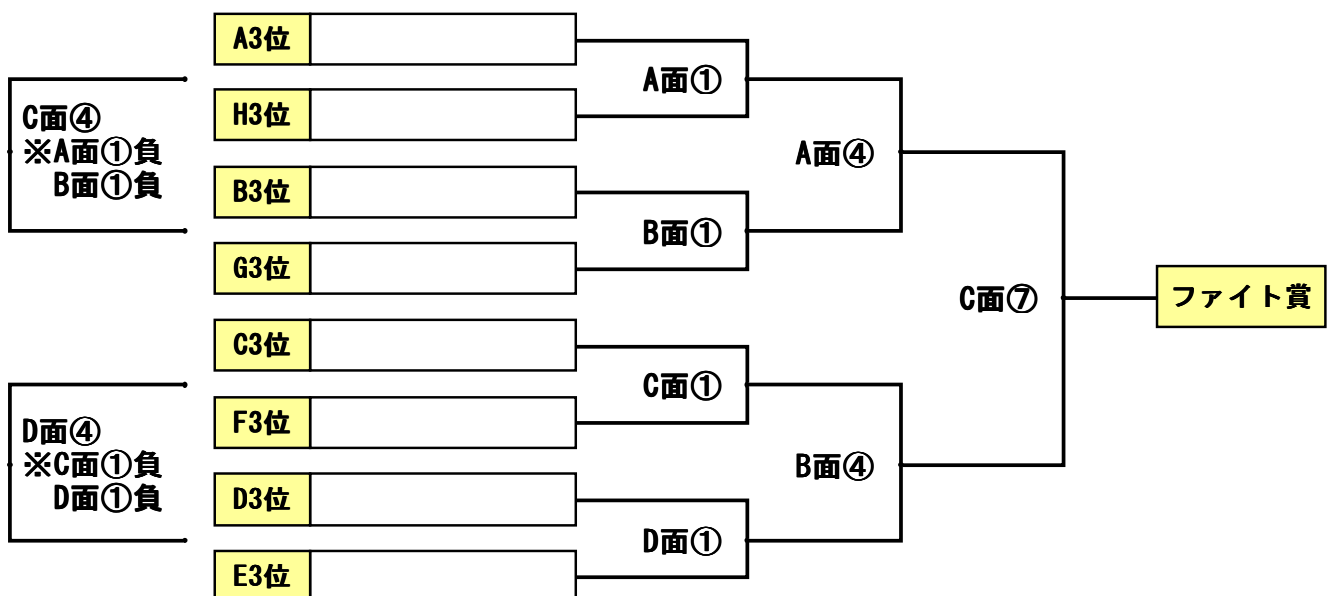 A3位
A面①
H3位
C面④
※A面①負
B面①負
A面④
B3位
B面①
G3位
C面⑦
ファイト賞
C3位
C面①
F3位
D面④
※C面①負
D面①負
B面④
D3位
D面①
E3位